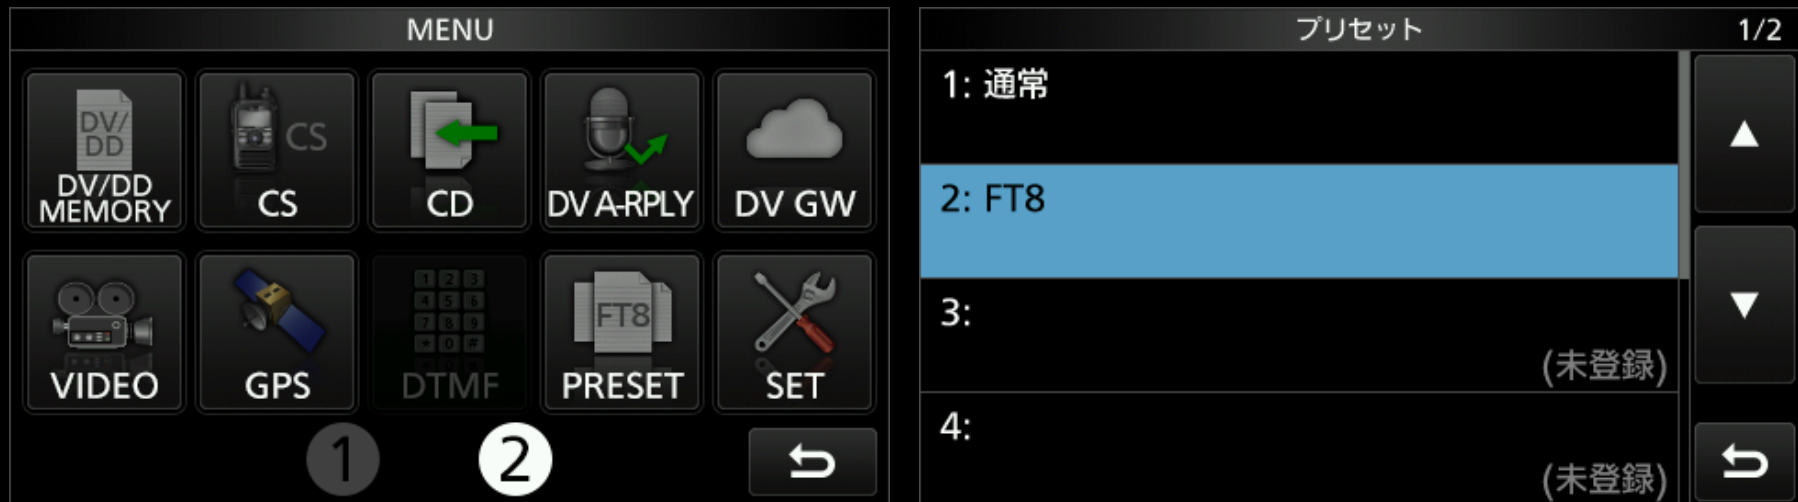 MENU
DV/
DD
DV/DD
MEMORY
CS
CS
CD
DV A-RPLY
DV GW
VIDEO
GPS
1 2 3
4 5 6
7 8 9
* 0 #
DTMF
FT8
PRESET
SET
1
2
プリセット
1/2
1: 通常
2: FT8
3:
(未登録)
4:
(未登録)